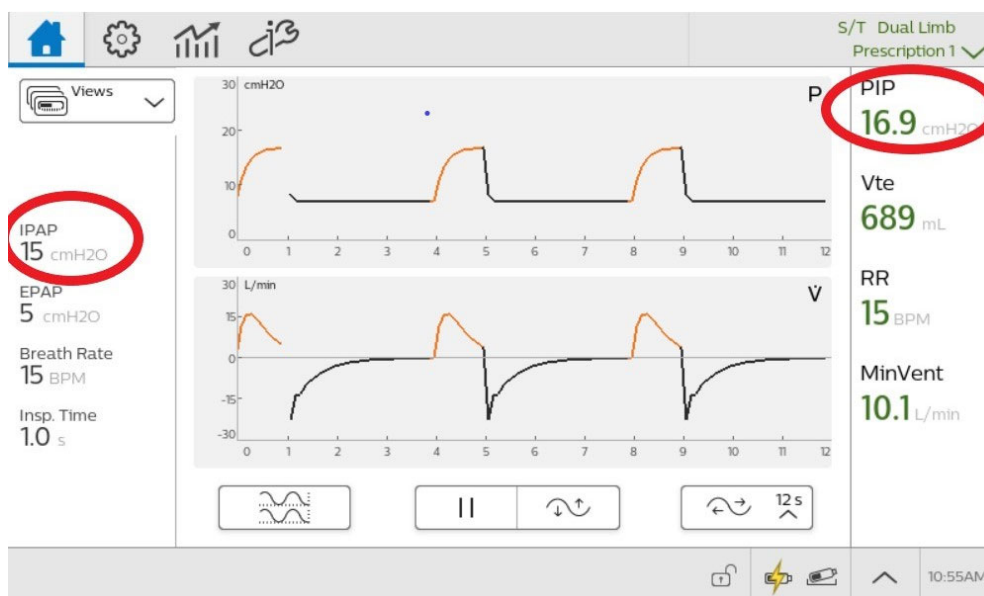 S/T Dual Limb
Prescription 1
Views
IPAP
15 cmH2O
EPAP
5 cmH2O
Breath Rate
15 BPM
Insp. Time
1.0 s
30 cmH2O
P
20
10
0
0 1 2 3 4 5 6 7 8 9 10 11 12
30 L/min
V̇
15
0
-15
-30
0 1 2 3 4 5 6 7 8 9 10 11 12
12 s
PIP
16.9 cmH2O
Vte
689 mL
RR
15 BPM
MinVent
10.1 L/min
10:55AM